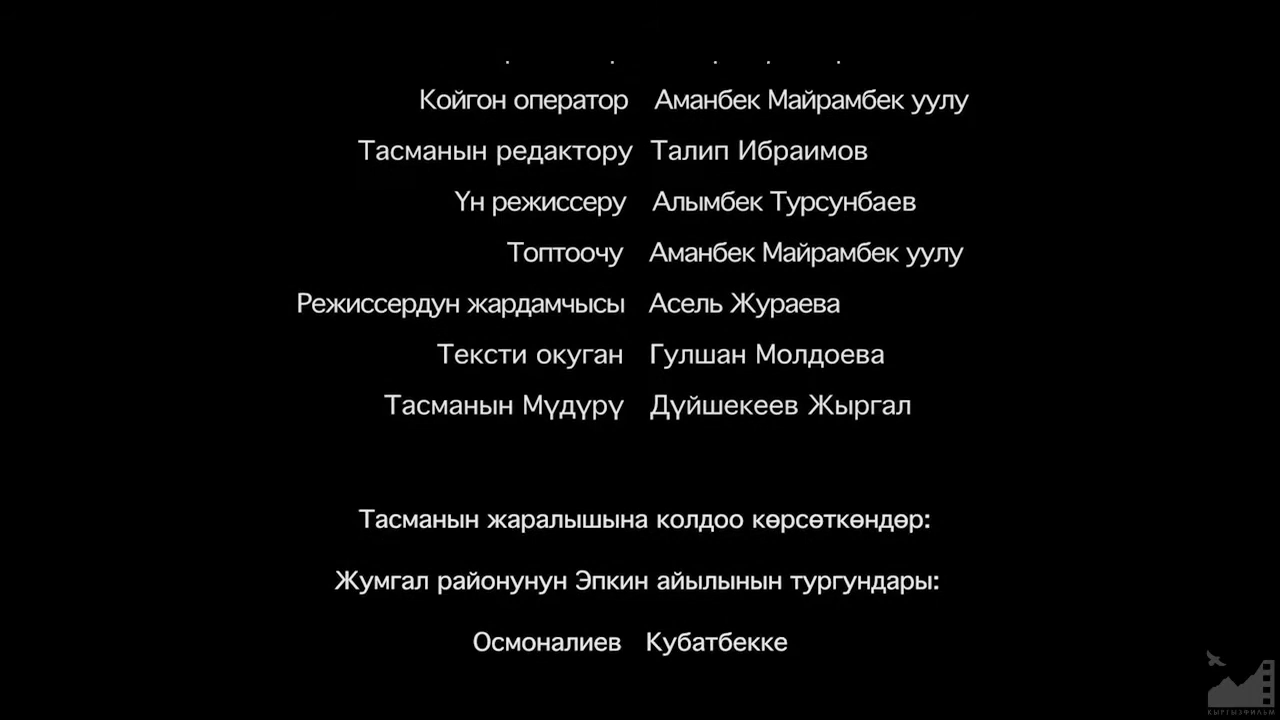 Койгон оператор Аманбек Майрамбек уулу
Тасманын редактору Талип Ибраимов
Үн режиссеру Алымбек Турсунбаев
Топтоочу Аманбек Майрамбек уулу
Режиссердун жардамчысы Асель Жураева
Тексти окуган Гулшан Молдоева
Тасманын Мүдүрү Дүйшекеев Жыргал
Тасманын жаралышына колдоо көрсөткөндөр:
Жумгал районунун Эпкин айылынын тургундары:
Осмоналиев Кубатбекке
КЫРГЫЗФИЛЬМ